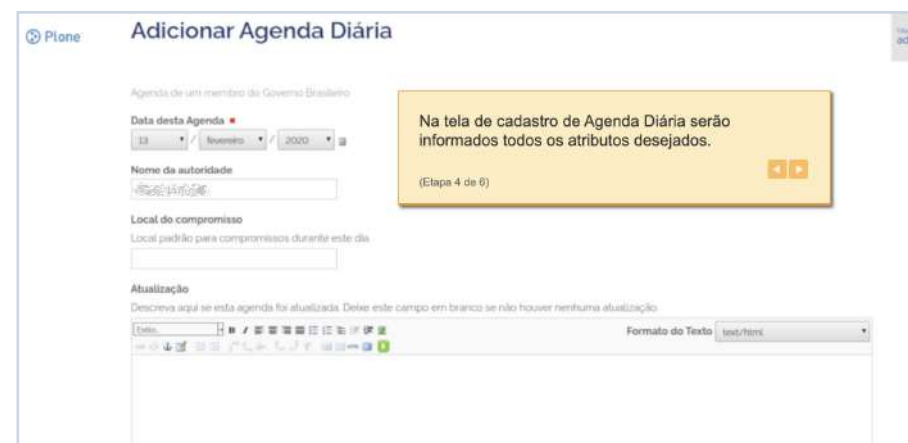 Plone
Adicionar Agenda Diária
ad
Agenda de um membro do Governo Brasileiro
Data desta Agenda
13 / fevereiro / 2020
Na tela de cadastro de Agenda Diária serão
informados todos os atributos desejados.
(Etapa 4 de 6)
Nome da autoridade
Local do compromisso
Local padrão para compromissos durante este dia
Atualização
Descreva aqui se esta agenda foi atualizada. Deixe este campo em branco se não houver nenhuma atualização.
Estilo... B I Formato do Texto text/html